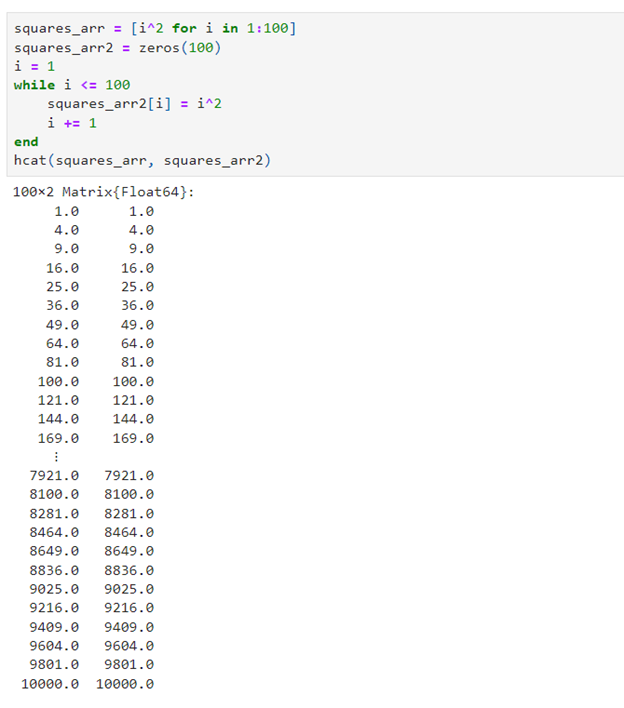 squares_arr = [i^2 for i in 1:100]
squares_arr2 = zeros(100)
i = 1
while i <= 100
    squares_arr2[i] = i^2
    i += 1
end
hcat(squares_arr, squares_arr2)
100×2 Matrix{Float64}:
     1.0      1.0
     4.0      4.0
     9.0      9.0
    16.0     16.0
    25.0     25.0
    36.0     36.0
    49.0     49.0
    64.0     64.0
    81.0     81.0
   100.0    100.0
   121.0    121.0
   144.0    144.0
   169.0    169.0
     ⋮
  7921.0   7921.0
  8100.0   8100.0
  8281.0   8281.0
  8464.0   8464.0
  8649.0   8649.0
  8836.0   8836.0
  9025.0   9025.0
  9216.0   9216.0
  9409.0   9409.0
  9604.0   9604.0
  9801.0   9801.0
 10000.0  10000.0